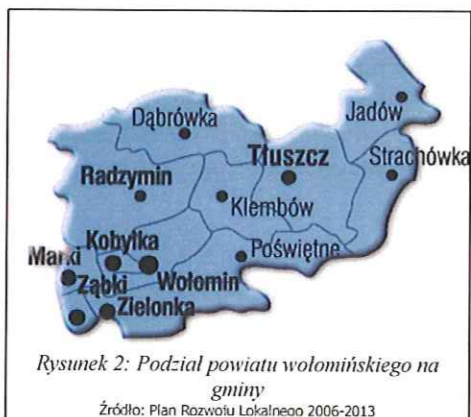 Dąbrówka
Jadów
Tłuszcz
Strachówka
Radzymin
Klembów
Kobyłka
Poświętne
Marki
Ząbki
Wołomin
Zielonka
Rysunek 2: Podział powiatu wołomińskiego na
gminy
Źródło: Plan Rozwoju Lokalnego 2006-2013